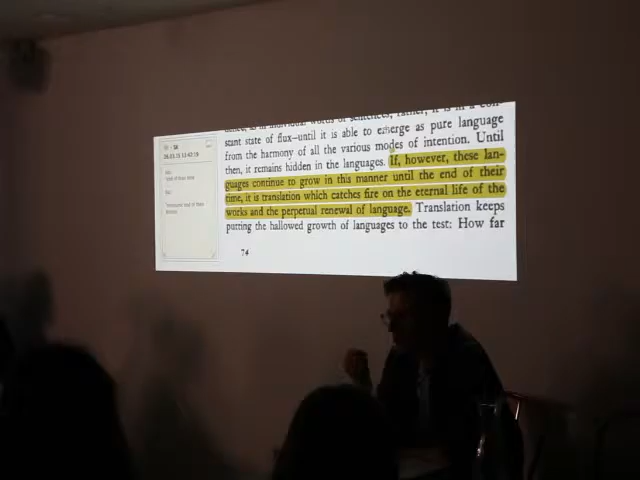 stant state of flux—until it is able to emerge as pure language
from the harmony of all the various modes of intention. Until
then, it remains hidden in the languages. If, however, these lan-
guages continue to grow in this manner until the end of their
time, it is translation which catches fire on the eternal life of the
works and the perpetual renewal of language. Translation keeps
putting the hallowed growth of languages to the test: How far
74